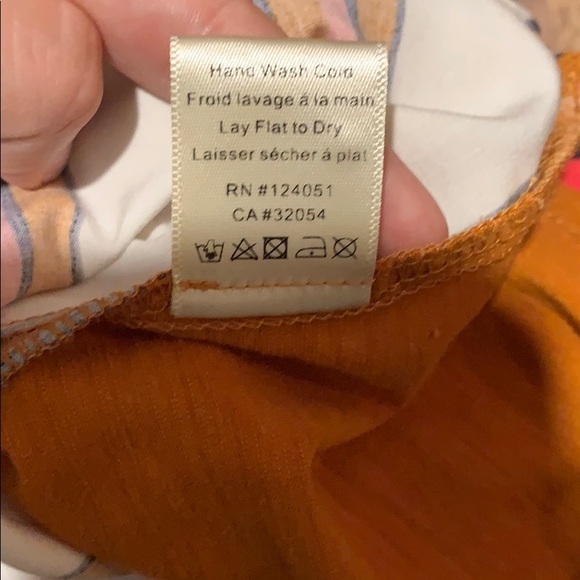 Hand Wash Cold
Froid lavage á la main
Lay Flat to Dry
Laisser sécher á plat
RN #124051
CA #32054